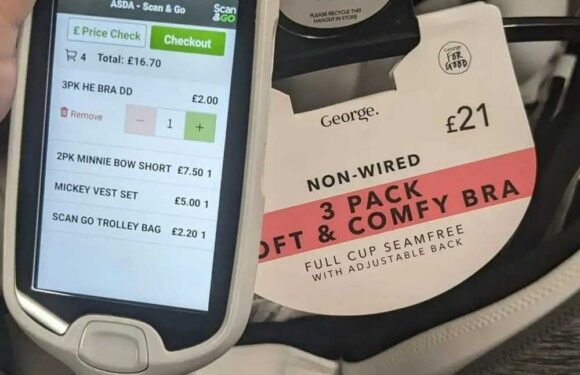 ASDA - Scan & Go
Scan
&GO
£ Price Check
Checkout
4 Total: £16.70
3PK HE BRA DD
£2.00
Remove
− 1 +
2PK MINNIE BOW SHORT £7.50 1
MICKEY VEST SET £5.00 1
SCAN GO TROLLEY BAG £2.20 1
PLEASE RECYCLE THIS
HANGER IN STORE
George
FOR
GOOD
George.
£21
NON-WIRED
3 PACK
OFT & COMFY BRA
FULL CUP SEAMFREE
WITH ADJUSTABLE BACK